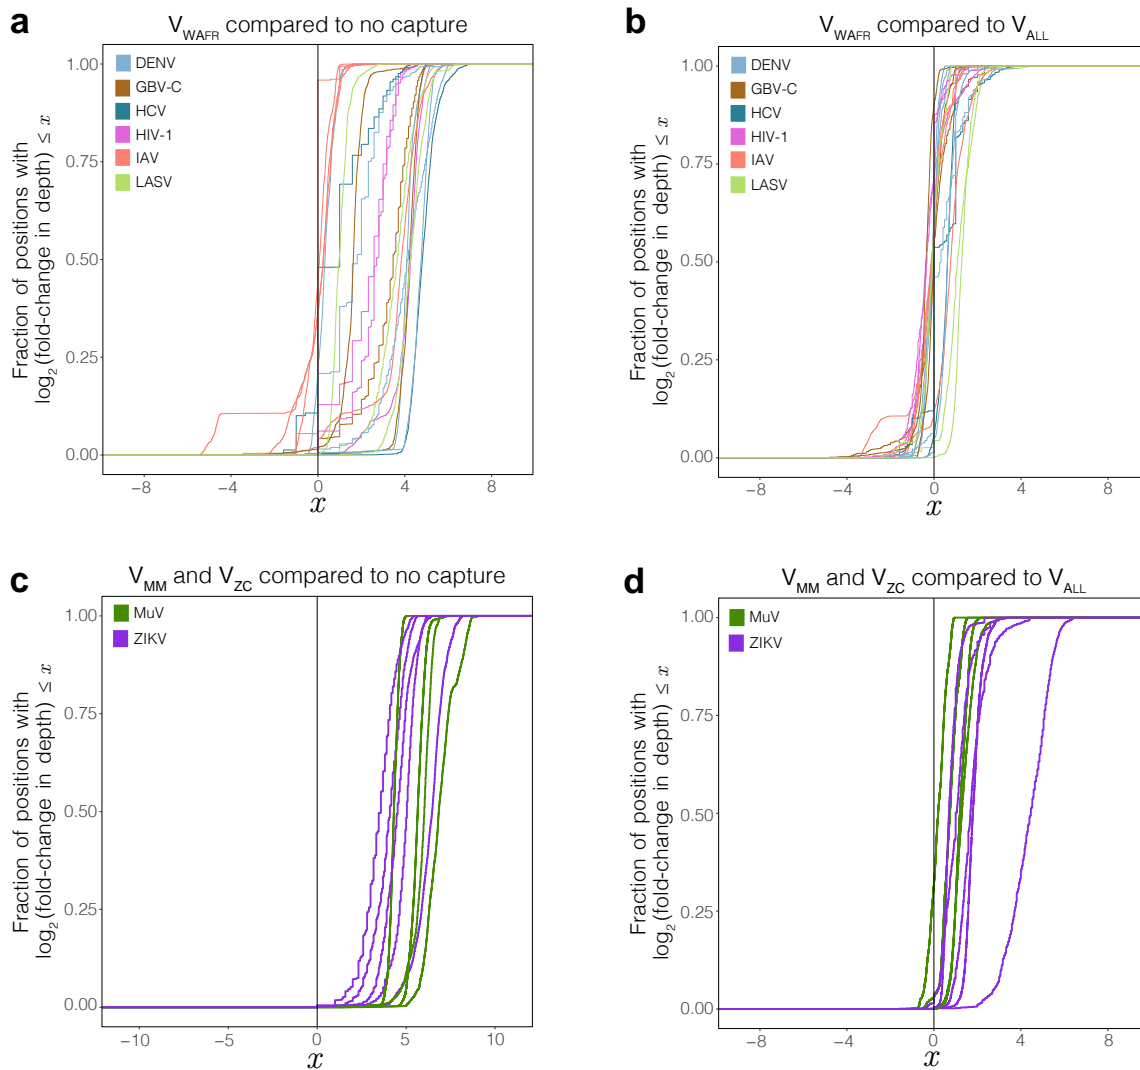 a
V_WAFR compared to no capture
Fraction of positions with
log₂(fold-change in depth) ≤ x
1.00
0.75
0.50
0.25
0.00
DENV
GBV-C
HCV
HIV-1
IAV
LASV
−8
−4
0
4
8
x
b
V_WAFR compared to V_ALL
Fraction of positions with
log₂(fold-change in depth) ≤ x
1.00
0.75
0.50
0.25
0.00
DENV
GBV-C
HCV
HIV-1
IAV
LASV
−8
−4
0
4
8
x
c
V_MM and V_ZC compared to no capture
Fraction of positions with
log₂(fold-change in depth) ≤ x
1.00
0.75
0.50
0.25
0.00
MuV
ZIKV
−10
−5
0
5
10
x
d
V_MM and V_ZC compared to V_ALL
Fraction of positions with
log₂(fold-change in depth) ≤ x
1.00
0.75
0.50
0.25
0.00
MuV
ZIKV
−8
−4
0
4
8
x